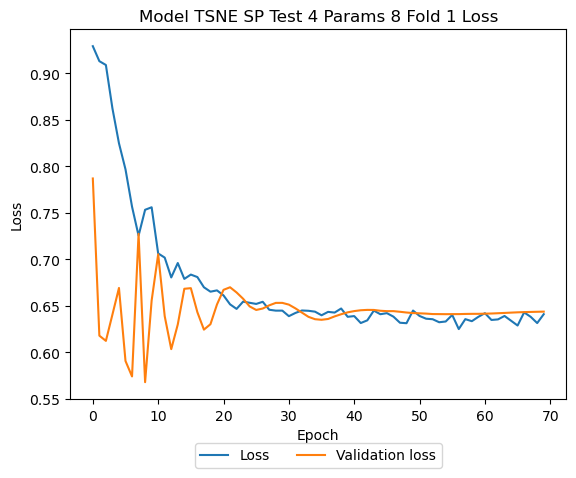 Model TSNE SP Test 4 Params 8 Fold 1 Loss
0.90
0.85
0.80
0.75
0.70
0.65
0.60
0.55
Loss
0 10 20 30 40 50 60 70
Epoch
Loss Validation loss